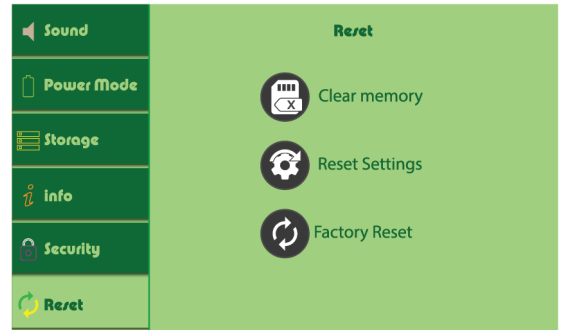 Sound
Power Mode
Storage
info
Security
Reset
Reset
Clear memory
Reset Settings
Factory Reset